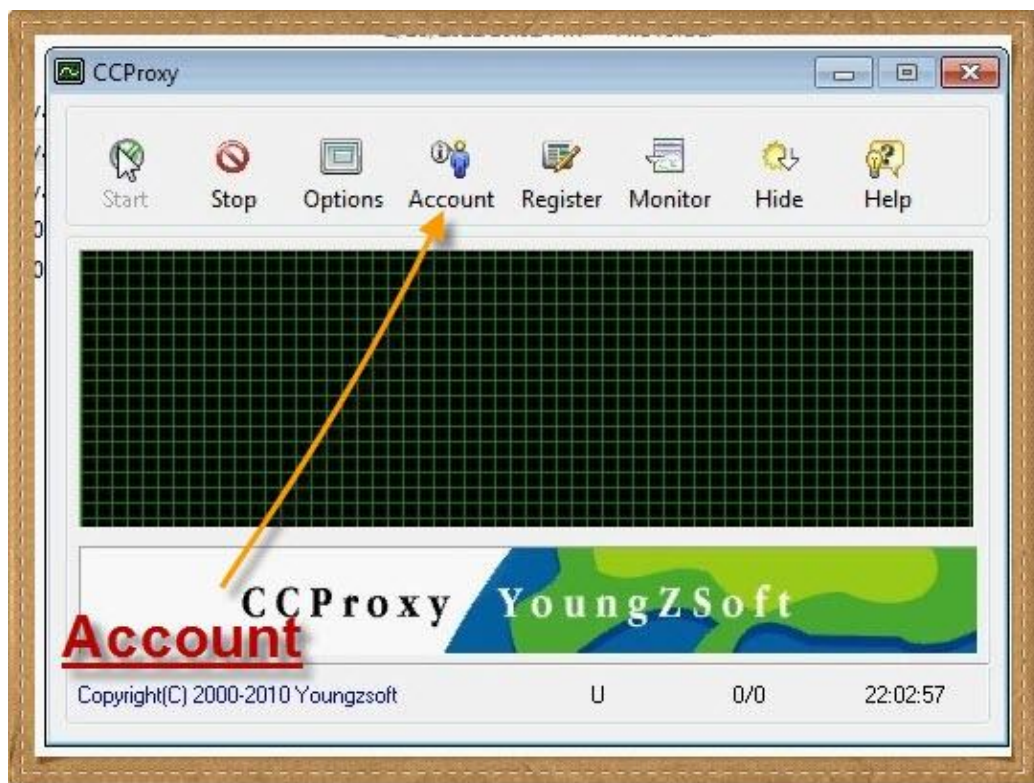 CCProxy
Start Stop Options Account Register Monitor Hide Help
CCProxy YoungZSoft
Account
Copyright(C) 2000-2010 Youngzsoft U 0/0 22:02:57